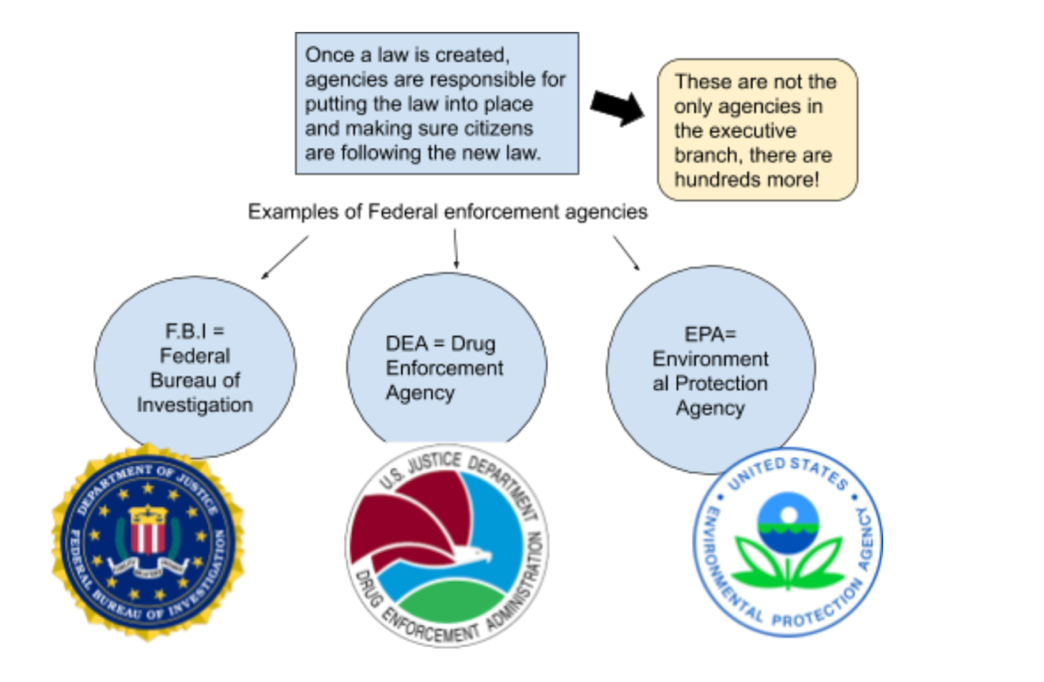 Once a law is created,
agencies are responsible for
putting the law into place
and making sure citizens
are following the new law.
These are not the
only agencies in
the executive
branch, there are
hundreds more!
Examples of Federal enforcement agencies
F.B.I =
Federal
Bureau of
Investigation
DEA = Drug
Enforcement
Agency
EPA=
Environment
al Protection
Agency
DEPARTMENT OF JUSTICE
FEDERAL BUREAU OF INVESTIGATION
U.S. JUSTICE DEPARTMENT
DRUG ENFORCEMENT ADMINISTRATION
UNITED STATES
ENVIRONMENTAL PROTECTION AGENCY